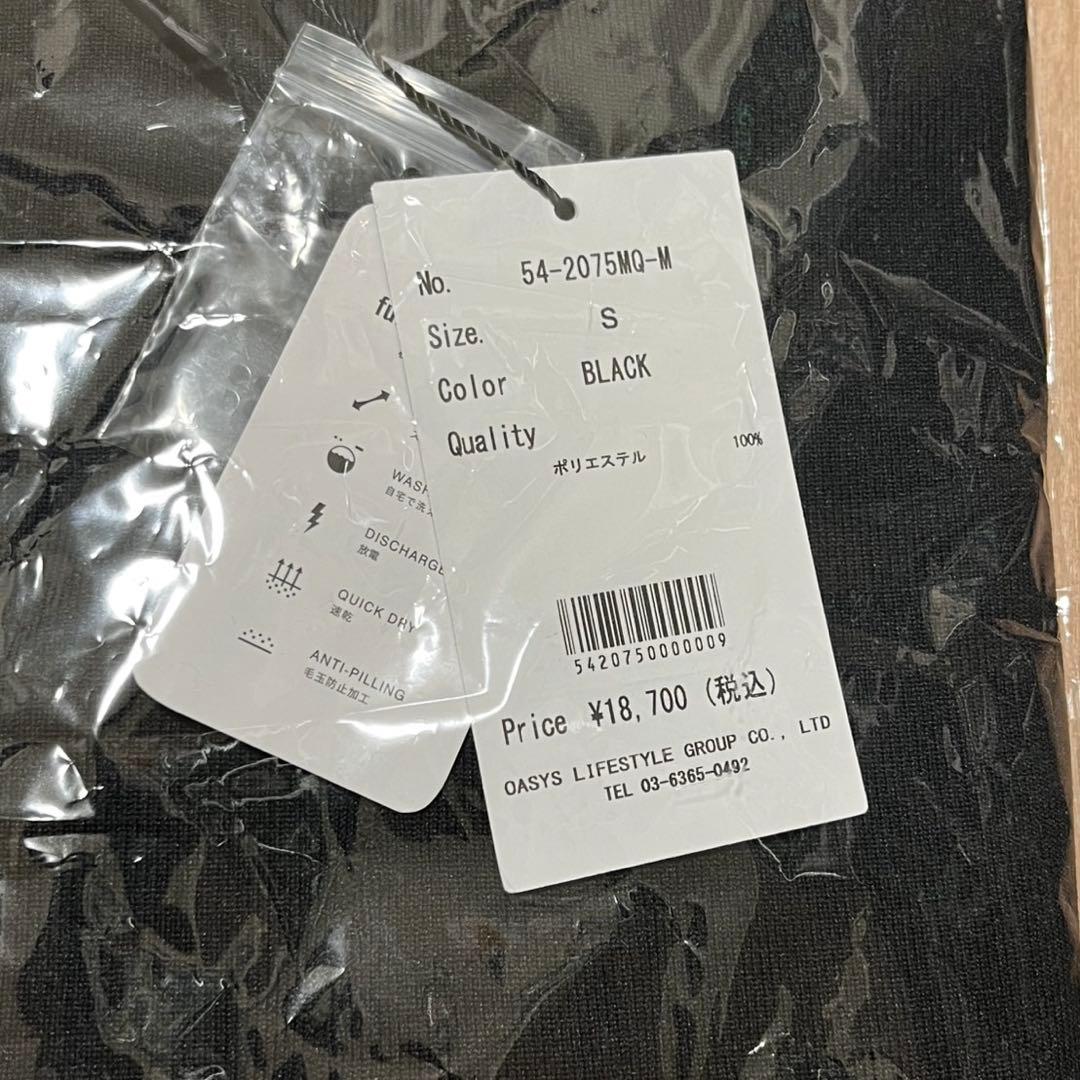 No. 54-2075MQ-M
Size. S
Color BLACK
Quality
ポリエステル 100%
5420750000009
Price ¥18,700 (税込)
OASYS LIFESTYLE GROUP CO., LTD
TEL 03-6365-0492
WASH
自宅で洗
DISCHARGE
放電
QUICK DRY
速乾
ANTI-PILLING
毛玉防止加工